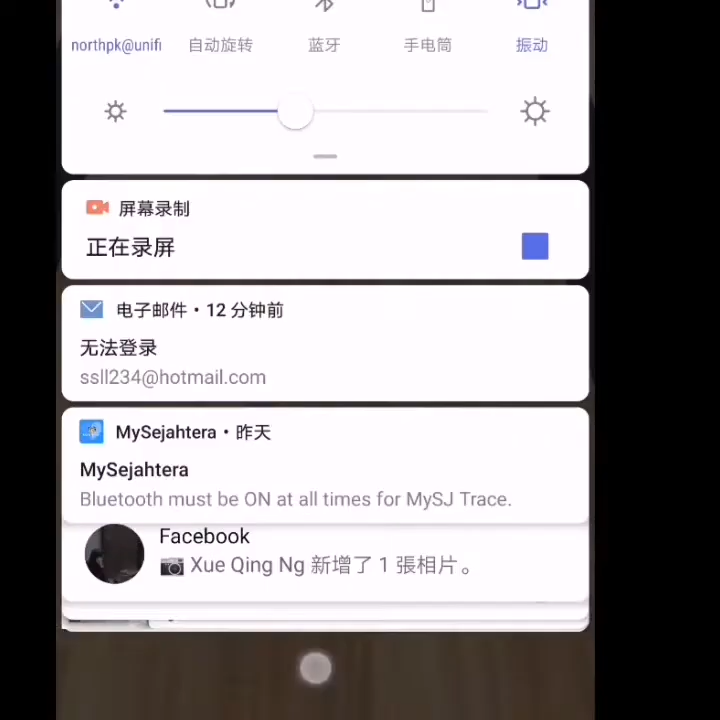 northpk@unifi 自动旋转 蓝牙 手电筒 振动
屏幕录制
正在录屏
电子邮件 • 12 分钟前
无法登录
ssll234@hotmail.com
MySejahtera • 昨天
MySejahtera
Bluetooth must be ON at all times for MySJ Trace.
Facebook
📷 Xue Qing Ng 新增了 1 張相片。